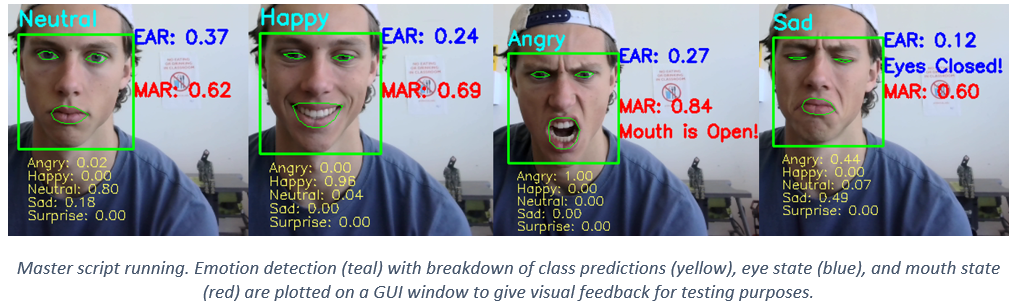 Neutral
EAR: 0.37
MAR: 0.62
Angry: 0.02
Happy: 0.00
Neutral: 0.80
Sad: 0.18
Surprise: 0.00
Happy
EAR: 0.24
MAR: 0.69
Angry: 0.00
Happy: 0.96
Neutral: 0.04
Sad: 0.00
Surprise: 0.00
Angry
EAR: 0.27
MAR: 0.84
Mouth is Open!
Angry: 1.00
Happy: 0.00
Neutral: 0.00
Sad: 0.00
Surprise: 0.00
Sad
EAR: 0.12
Eyes Closed!
MAR: 0.60
Angry: 0.44
Happy: 0.00
Neutral: 0.07
Sad: 0.49
Surprise: 0.00
Master script running. Emotion detection (teal) with breakdown of class predictions (yellow), eye state (blue), and mouth state
(red) are plotted on a GUI window to give visual feedback for testing purposes.